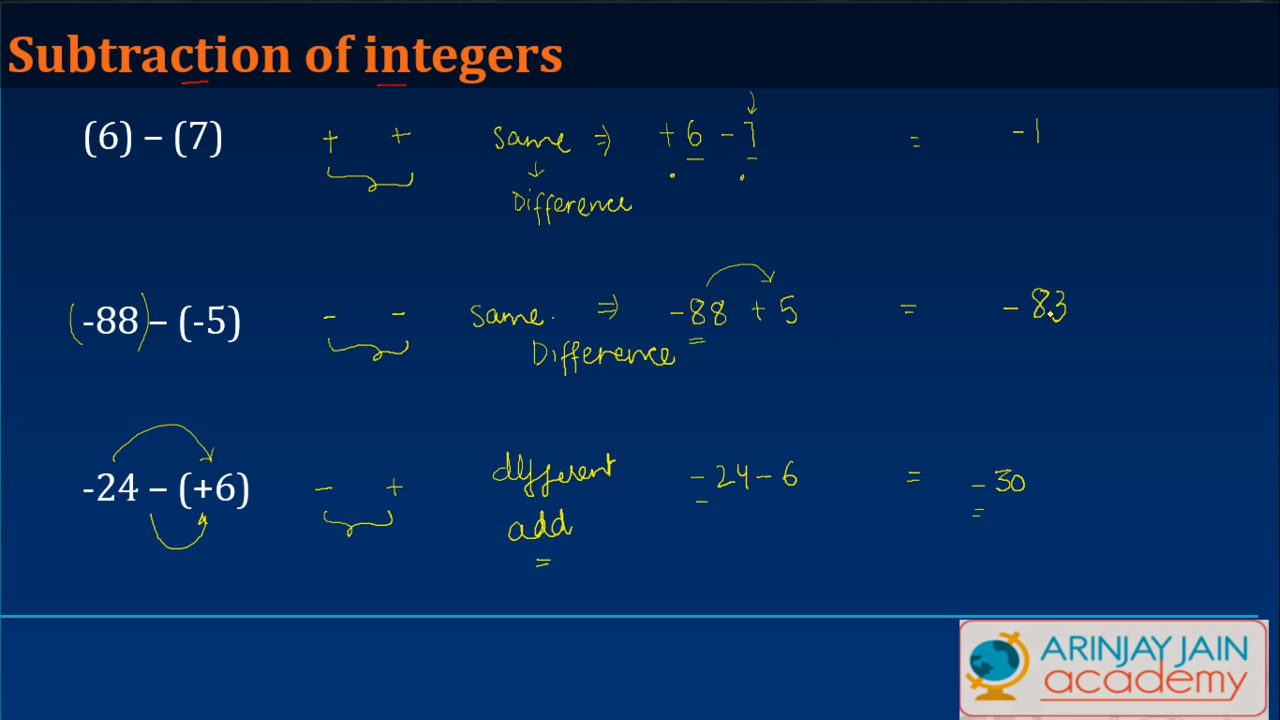 Subtraction of integers
(6) – (7) + + Same ⇒ + 6 – 7 = – 1
Difference
(-88) – (-5) - - Same. ⇒ -88 + 5 = - 83
Difference
-24 – (+6) - + different -24 – 6 = - 30
add
=
ARINJAY JAIN
academy